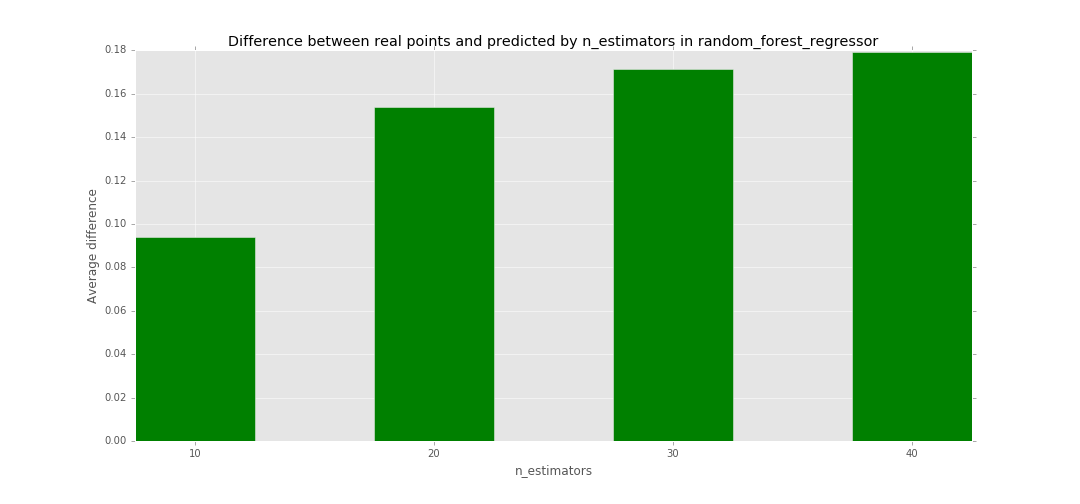 Difference between real points and predicted by n_estimators in random_forest_regressor
0.18
0.16
0.14
0.12
0.10
0.08
0.06
0.04
0.02
0.00
Average difference
10 20 30 40
n_estimators